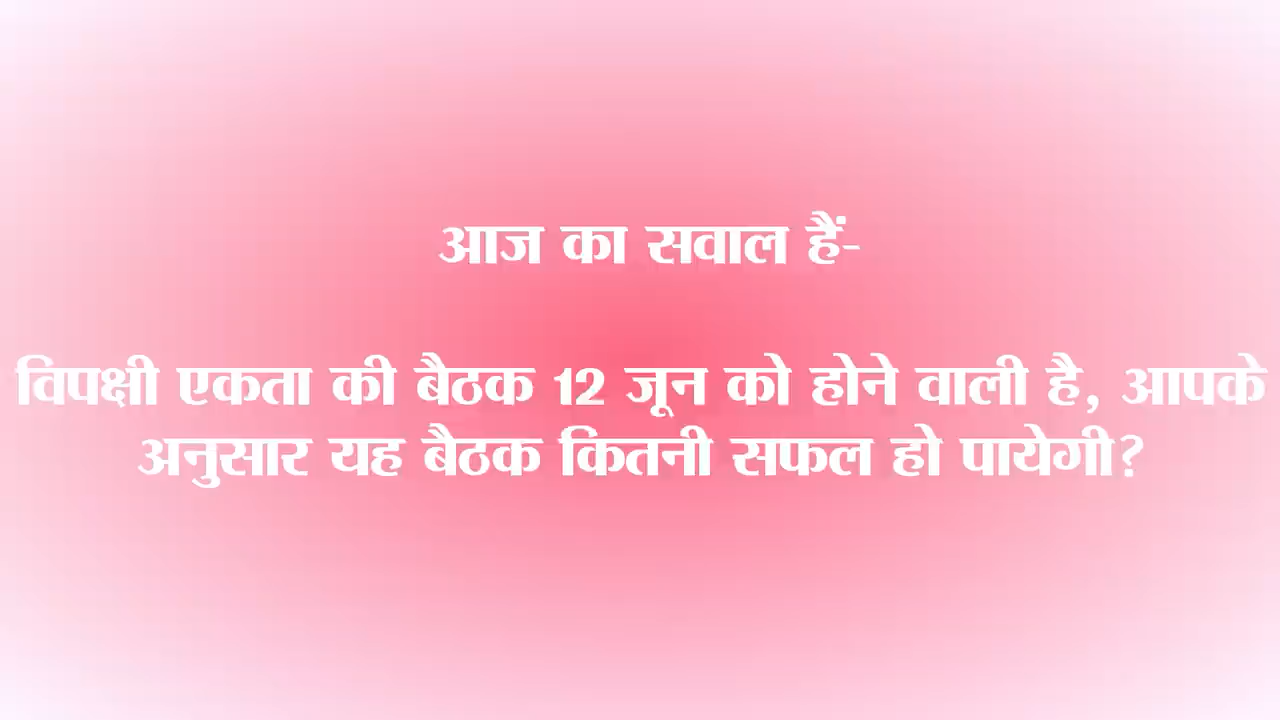 आज का सवाल हैं-
विपक्षी एकता की बैठक 12 जून को होने वाली है, आपके
अनुसार यह बैठक कितनी सफल हो पायेगी?